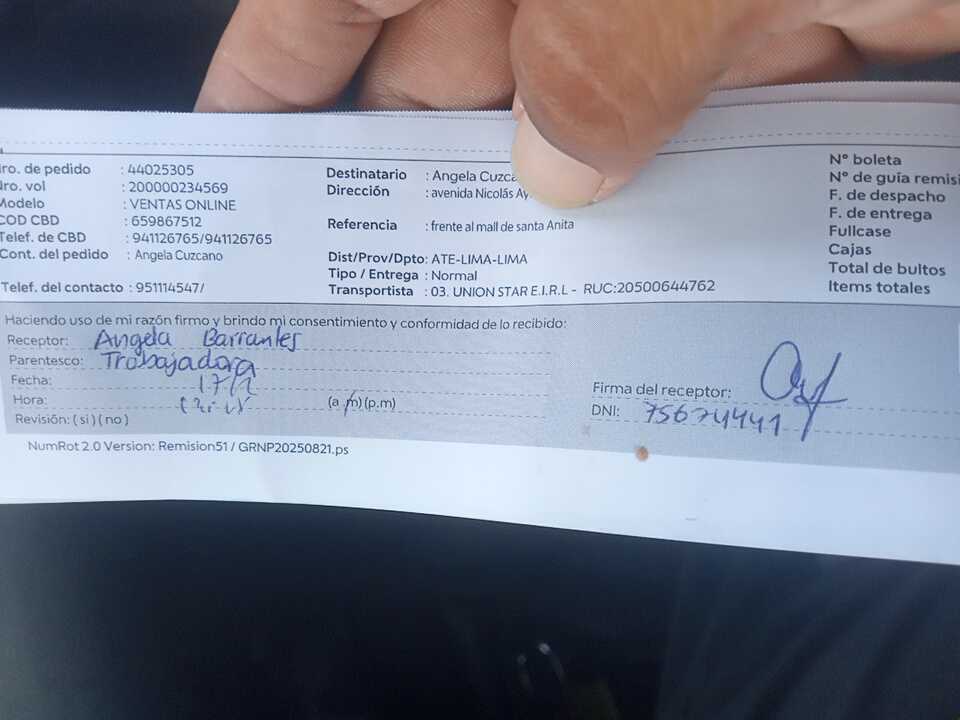 ro. de pedido : 44025305
Nro. vol : 200000234569
Modelo : VENTAS ONLINE
COD CBD : 659867512
Telef. de CBD : 941126765/941126765
Cont. del pedido : Angela Cuzcano
Telef. del contacto : 951114547/
Destinatario : Angela Cuzca
Dirección : avenida Nicolás Ay
Referencia : frente al mall de santa Anita
Dist/Prov/Dpto: ATE-LIMA-LIMA
Tipo / Entrega : Normal
Transportista : 03. UNION STAR E.I.R.L - RUC:20500644762
N° boleta
N° de guía remisi
F. de despacho
F. de entrega
Fullcase
Cajas
Total de bultos
Items totales
Haciendo uso de mi razón firmo y brindo mi consentimiento y conformidad de lo recibido:
Receptor: Angela Barrantes
Parentesco: Trabajadora
Fecha: 17/
Hora: (a.m)(p.m)
Revisión: (si)(no)
Firma del receptor:
DNI: 75674441
NumRot 2.0 Version: Remision51 / GRNP20250821.ps